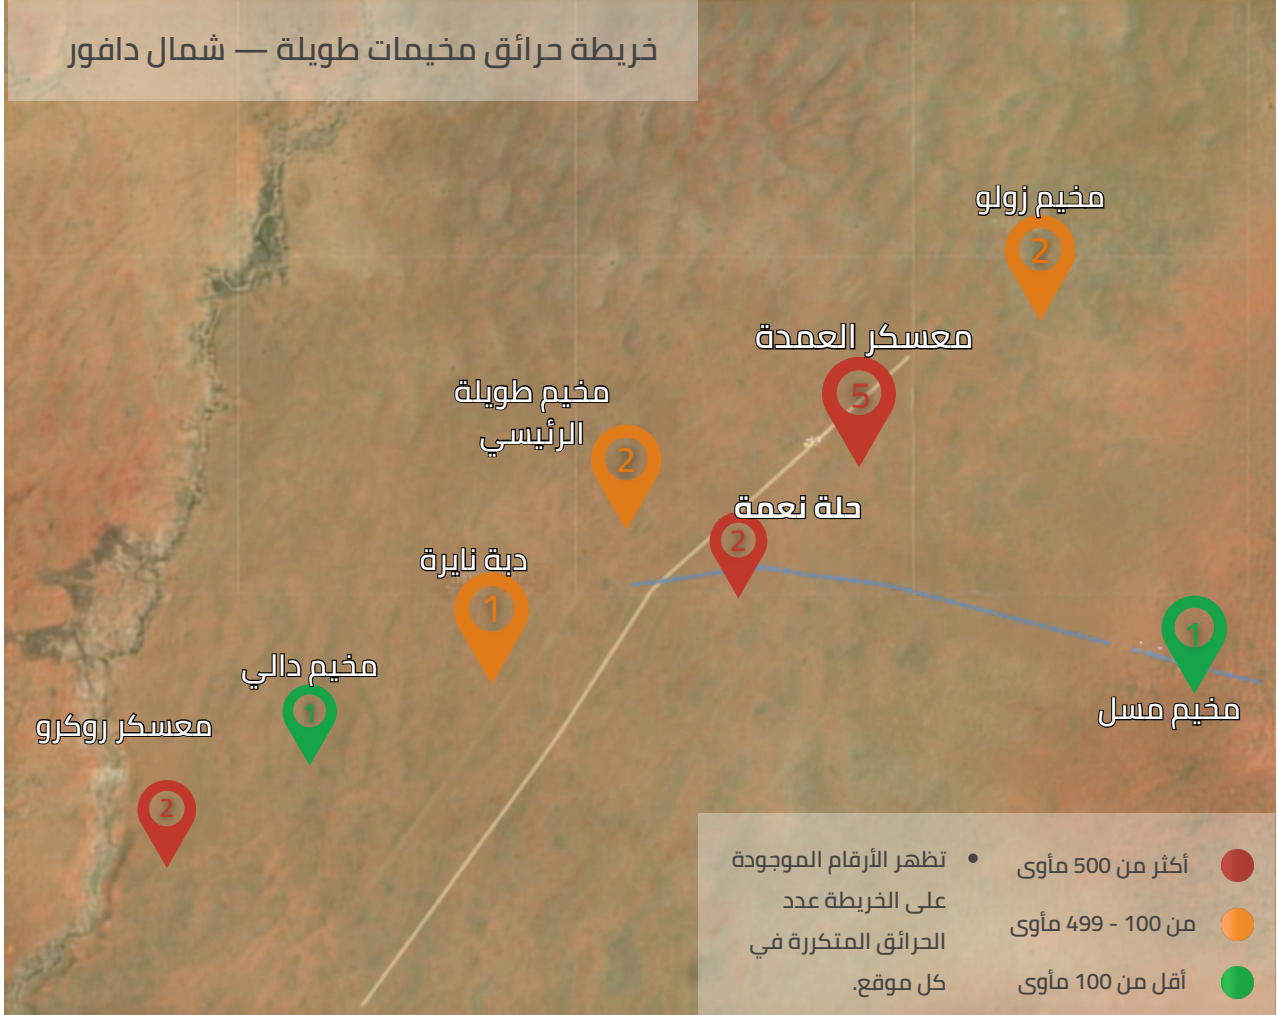 خريطة حرائق مخيمات طويلة — شمال دافور
مخيم زولو
2
معسكر العمدة
5
مخيم طويلة
الرئيسي
2
حلة نعمة
2
دبة نايرة
1
مخيم مسل
1
مخيم دالي
1
معسكر روكرو
2
أكثر من 500 مأوى
من 100 - 499 مأوى
أقل من 100 مأوى
• تظهر الأرقام الموجودة
على الخريطة عدد
الحرائق المتكررة في
كل موقع.